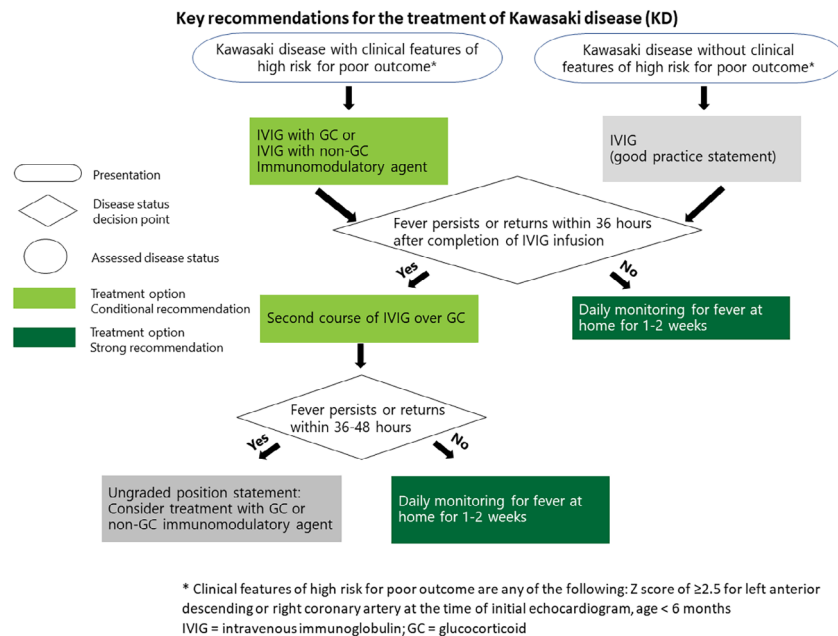 Key recommendations for the treatment of Kawasaki disease (KD)
Kawasaki disease with clinical features of
high risk for poor outcome*
Kawasaki disease without clinical
features of high risk for poor outcome*
IVIG with GC or
IVIG with non-GC
Immunomodulatory agent
IVIG
(good practice statement)
Presentation
Disease status
decision point
Assessed disease status
Treatment option
Conditional recommendation
Treatment option
Strong recommendation
Fever persists or returns within 36 hours
after completion of IVIG infusion
Yes
No
Second course of IVIG over GC
Daily monitoring for fever at
home for 1-2 weeks
Fever persists or returns
within 36-48 hours
Yes
No
Ungraded position statement:
Consider treatment with GC or
non-GC immunomodulatory agent
Daily monitoring for fever at
home for 1-2 weeks
* Clinical features of high risk for poor outcome are any of the following: Z score of ≥2.5 for left anterior
descending or right coronary artery at the time of initial echocardiogram, age < 6 months
IVIG = intravenous immunoglobulin; GC = glucocorticoid